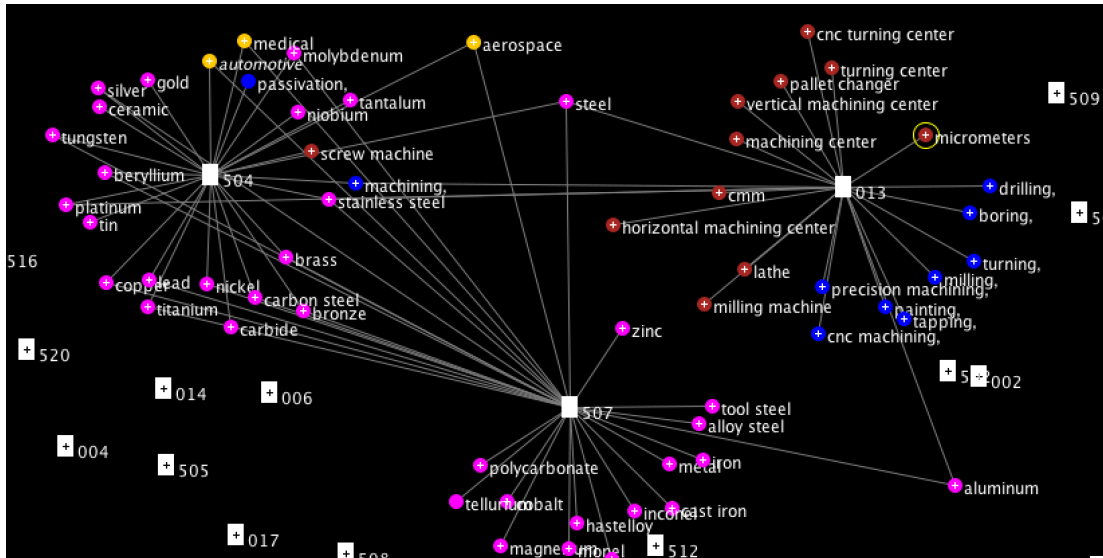 cnc turning center
medical
aerospace
molybdenum
automotive
turning center
gold
passivation,
pallet changer
silver
509
ceramic
tantalum
steel
vertical machining center
niobium
tungsten
machining center
micrometers
screw machine
beryllium
504
machining,
013
drilling,
stainless steel
cmm
platinum
boring,
tin
horizontal machining center
516
brass
turning,
lathe
copper
lead
nickel
milling,
precision machining,
carbon steel
titanium
bronze
milling machine
painting,
tapping,
carbide
zinc
cnc machining,
520
002
014
006
507
tool steel
alloy steel
004
505
polycarbonate
metal
iron
aluminum
tellurium
cobalt
inconel
cast iron
hastelloy
017
508
magnesium
monel
512